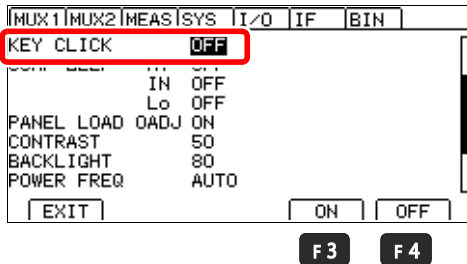 MUX1 MUX2 MEAS SYS I/O IF BIN
KEY CLICK OFF
IN OFF
Lo OFF
PANEL LOAD 0ADJ ON
CONTRAST 50
BACKLIGHT 80
POWER FREQ AUTO
EXIT ON OFF
F3 F4